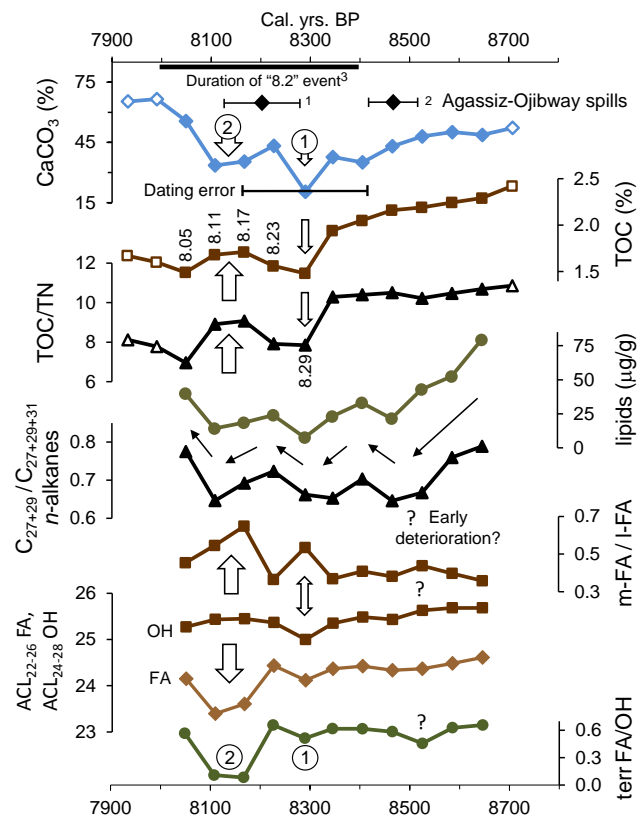 Cal. yrs. BP
7900 8100 8300 8500 8700
Duration of “8.2” event3
1
2 Agassiz-Ojibway spills
CaCO3 (%)
75
45
15
2
1
Dating error
TOC (%)
2.5
2.0
1.5
8.05
8.11
8.17
8.23
8.29
TOC/TN
12
10
8
6
lipids (µg/g)
75
50
25
0
C27+29 / C27+29+31
n-alkanes
0.8
0.7
0.6
? Early
deterioration?
m-FA / l-FA
0.5
0.3
?
ACL22-26 FA,
ACL24-28 OH
26
25
24
23
OH
FA
?
terr FA/OH
0.6
0.3
0.0
2
1
7900 8100 8300 8500 8700